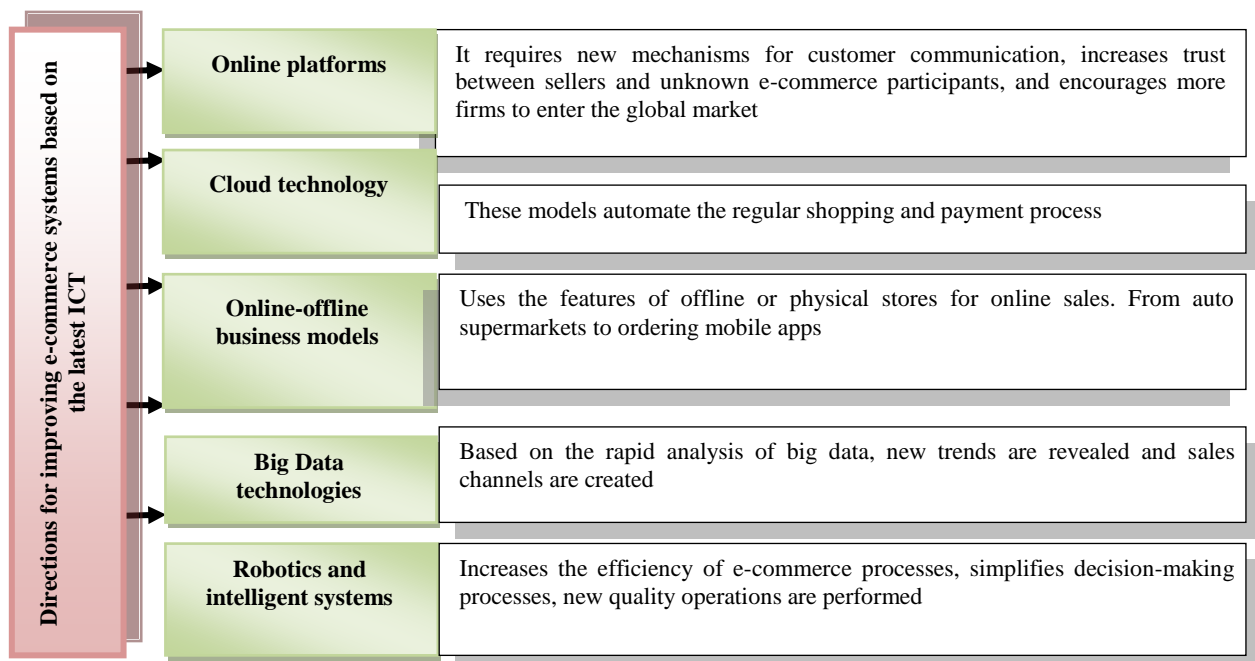 Directions for improving e-commerce systems based on
the latest ICT
Online platforms
It requires new mechanisms for customer communication, increases trust
between sellers and unknown e-commerce participants, and encourages more
firms to enter the global market
Cloud technology
These models automate the regular shopping and payment process
Online-offline
business models
Uses the features of offline or physical stores for online sales. From auto
supermarkets to ordering mobile apps
Big Data
technologies
Based on the rapid analysis of big data, new trends are revealed and sales
channels are created
Robotics and
intelligent systems
Increases the efficiency of e-commerce processes, simplifies decision-making
processes, new quality operations are performed